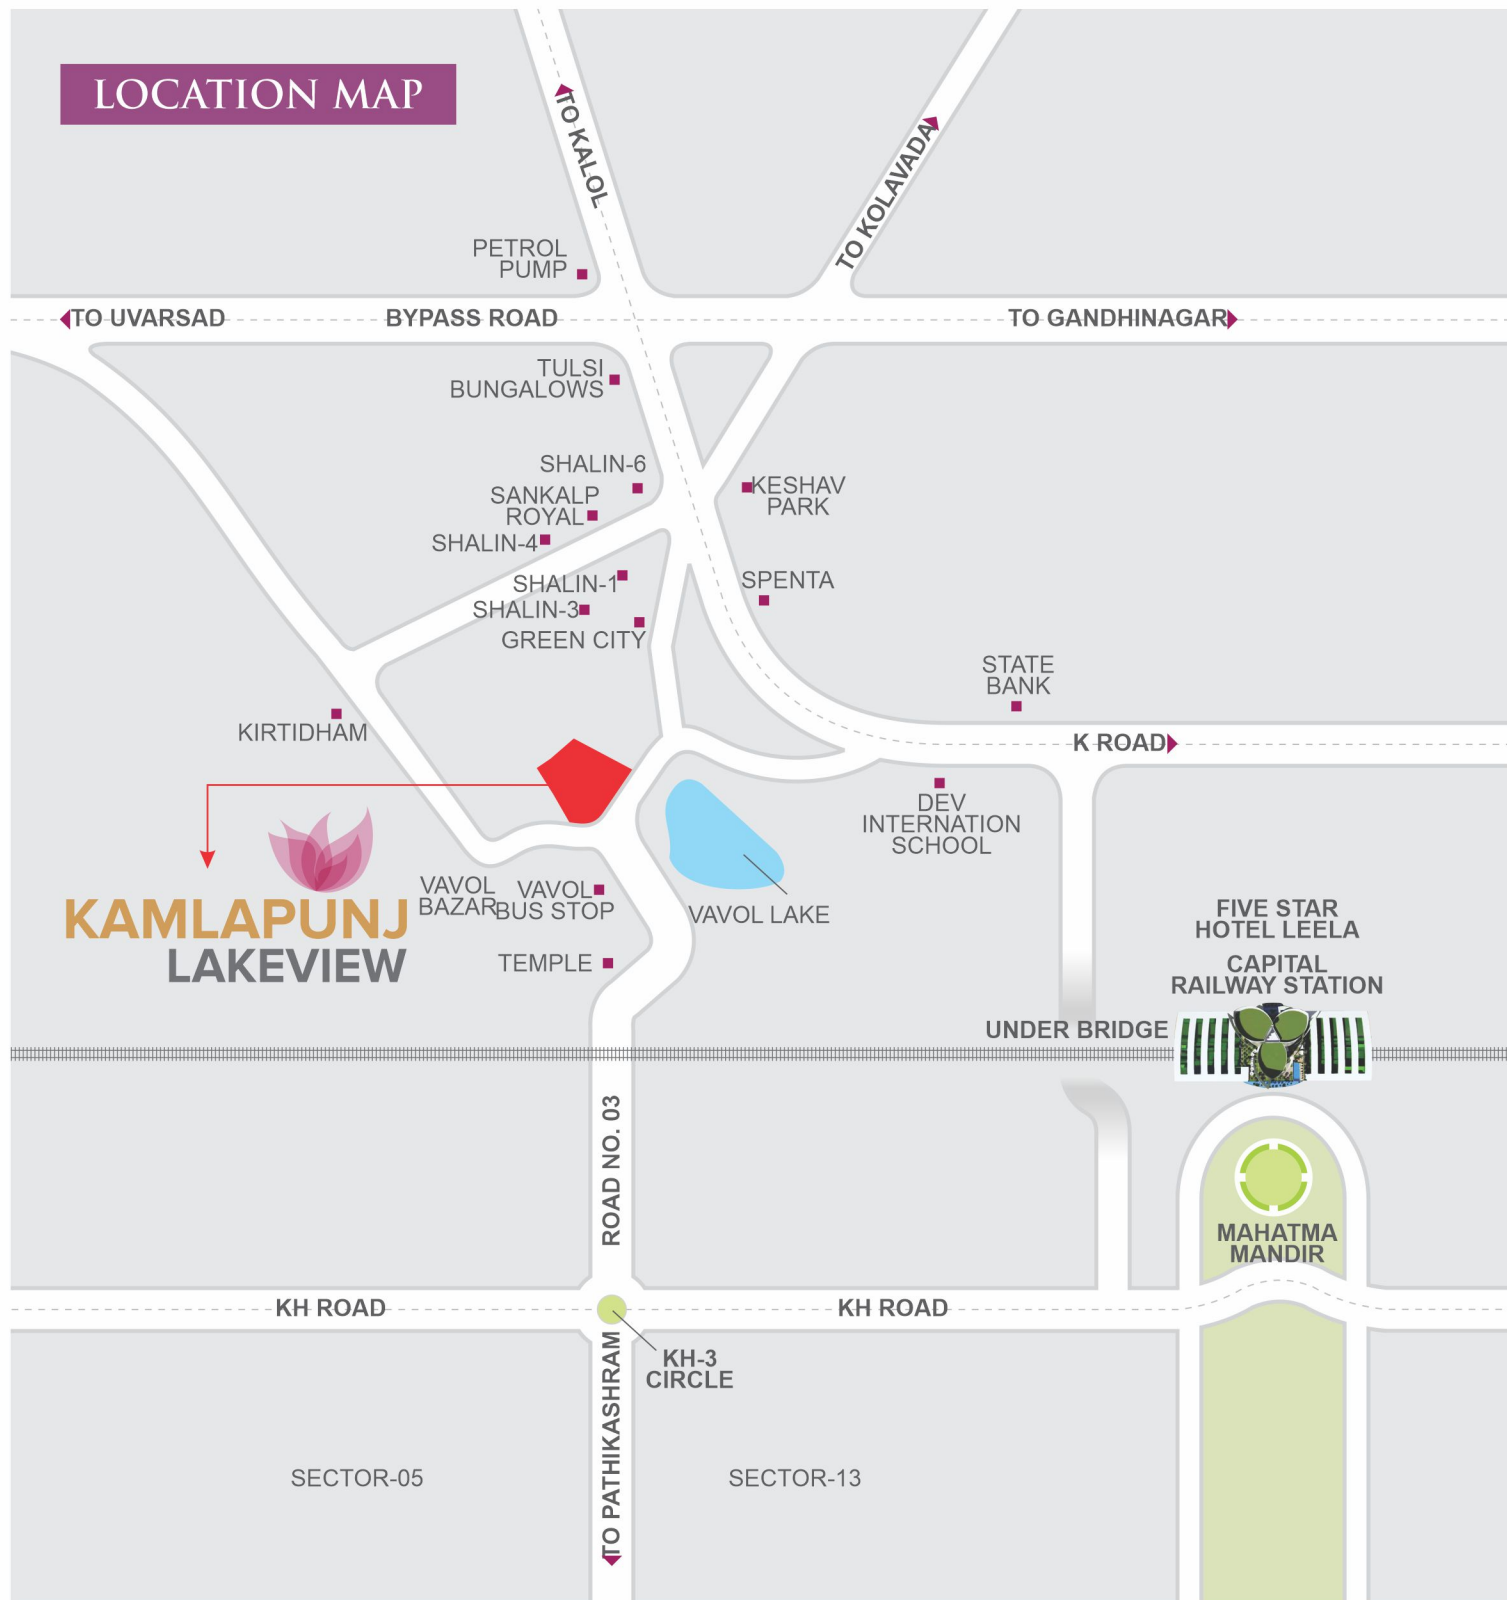 LOCATION MAP
TO KALOL
TO KOLAVADA
PETROL
PUMP
TO UVARSAD
BYPASS ROAD
TO GANDHINAGAR
TULSI
BUNGALOWS
SHALIN-6
SANKALP
ROYAL
SHALIN-4
KESHAV
PARK
SHALIN-1
SHALIN-3
GREEN CITY
SPENTA
STATE
BANK
KIRTIDHAM
K ROAD
DEV
INTERNATION
SCHOOL
KAMLAPUNJ
LAKEVIEW
VAVOL
BAZAR
VAVOL
BUS STOP
VAVOL LAKE
TEMPLE
FIVE STAR
HOTEL LEELA
CAPITAL
RAILWAY STATION
UNDER BRIDGE
ROAD NO. 03
MAHATMA
MANDIR
KH ROAD
KH ROAD
KH-3
CIRCLE
TO PATHIKASHRAM
SECTOR-05
SECTOR-13